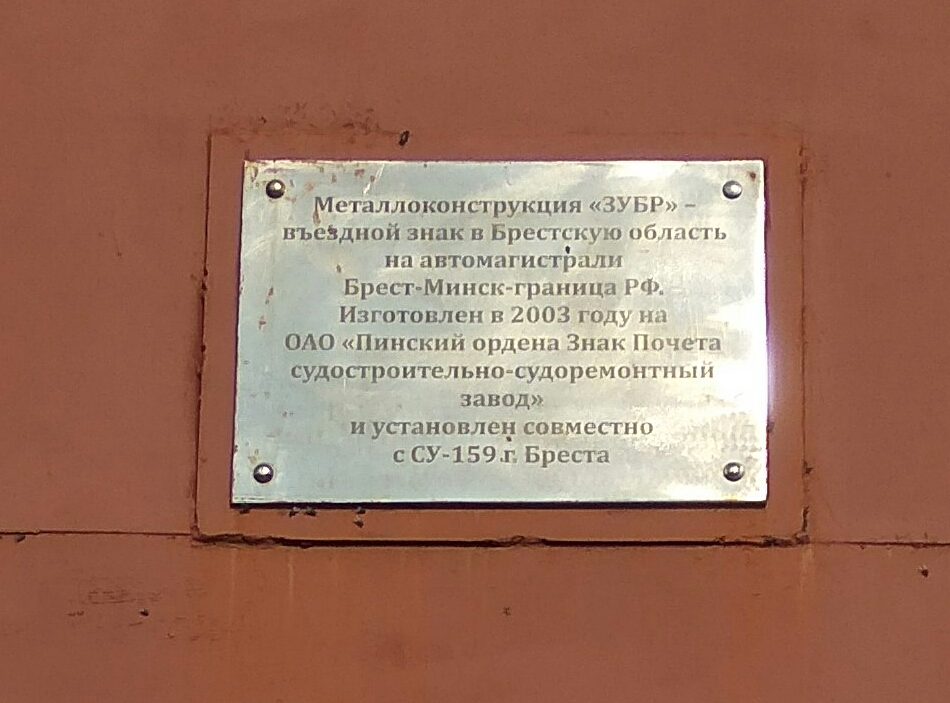 Металлоконструкция «ЗУБР» –
въездной знак в Брестскую область
на автомагистрали
Брест-Минск-граница РФ.
Изготовлен в 2003 году на
ОАО «Пинский ордена Знак Почета
судостроительно-судоремонтный
завод»
и установлен совместно
с СУ-159 г. Бреста